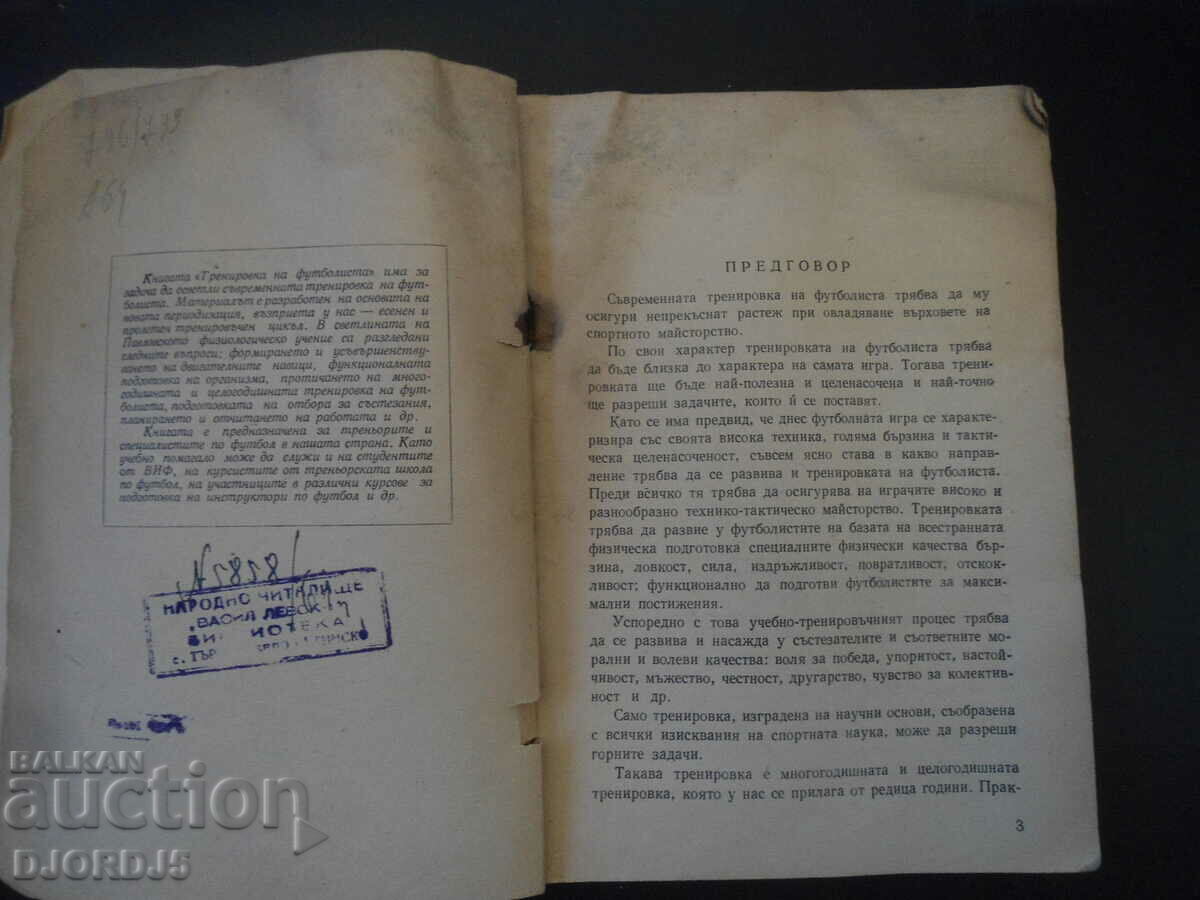 796/799
Книгата «Тренировка на футболиста» има за
задача да осветли съвременната тренировка на фут-
болиста. Материалът е разработен на основата на
новата периодизация, възприета у нас — есенен и
пролетен тренировъчен цикъл. В светлината на
Павловското физиологическо учение са разгледани
следните въпроси; формирането и усъвършенству-
ването на двигателните навици, функционалната
подготовка на организма, протичането на много-
годишната и целогодишната тренировка на фут-
болиста, подготовката на отбора за състезания,
планирането и отчитането на работата и др.
Книгата е предназначена за треньорите и
специалистите по футбол в нашата страна. Като
учебно помагало може да служи и на студентите
от ВИФ, на курсистите от треньорската школа
по футбол, на участниците в различни курсове за
подготовка на инструктори по футбол и др.
№ 5858
НАРОДНО ЧИТАЛИЩЕ
„ВАСИЛ ЛЕВСК
БИ ИОТЕКА
с. ТЪР
BALKAN
auction
DJORDJ5
ПРЕДГОВОР
Съвременната тренировка на футболиста трябва да му
осигури непрекъснат растеж при овладяване върховете на
спортното майсторство.
По свои характер тренировката на футболиста трябва
да бъде близка до характера на самата игра. Тогава трени-
ровката ще бъде най-полезна и целенасочена и най-точно
ще разреши задачите, които ѝ се поставят.
Като се има предвид, че днес футболната игра се характе-
ризира със своята висока техника, голяма бързина и такти-
ческа целенасоченост, съвсем ясно става в какво направ-
ление трябва да се развива и тренировката на футболиста.
Преди всичко тя трябва да осигурява на играчите високо и
разнообразно технико-тактическо майсторство. Тренировката
трябва да развие у футболистите на базата на всестранната
физическа подготовка специалните физически качества бър-
зина, ловкост, сила, издръжливост, повратливост, отскок-
ливост; функционално да подготви футболистите за макси-
мални постижения.
Успоредно с това учебно-тренировъчният процес трябва
да се развива и насажда у състезателите и съответните мо-
рални и волеви качества: воля за победа, упоритост, настой-
чивост, мъжество, честност, другарство, чувство за колектив-
ност и др.
Само тренировка, изградена на научни основи, съобразена
с всички изисквания на спортната наука, може да разреши
горните задачи.
Такава тренировка е многогодишната и целогодишната
тренировка, която у нас се прилага от редица години. Прак-
3